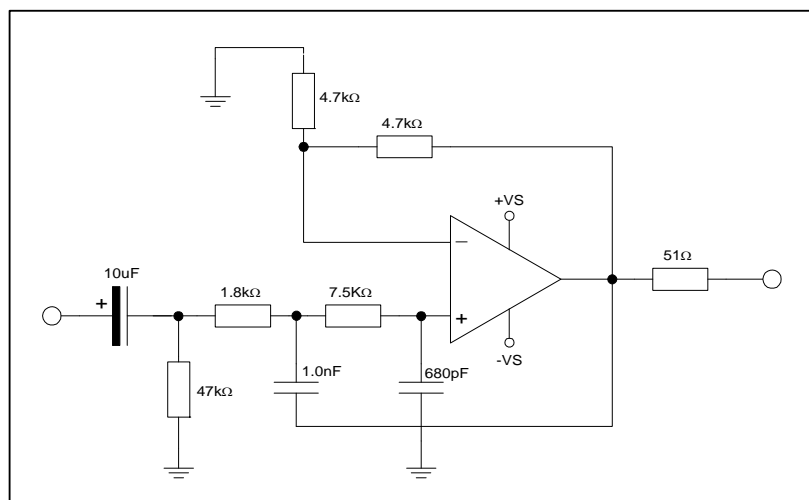 4.7kΩ
4.7kΩ
+VS
−
51Ω
10uF
+
1.8kΩ
7.5KΩ
+
-VS
1.0nF
680pF
47kΩ